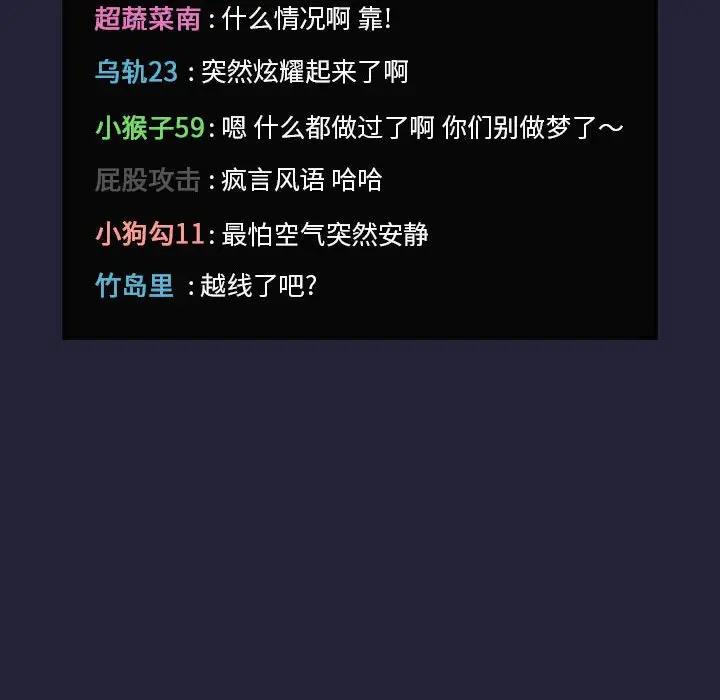 超蔬菜南 : 什么情况啊 靠!
乌轨23 : 突然炫耀起来了啊
小猴子59 : 嗯 什么都做过了啊 你们别做梦了～
屁股攻击 : 疯言风语 哈哈
小狗勾11 : 最怕空气突然安静
竹岛里 : 越线了吧?